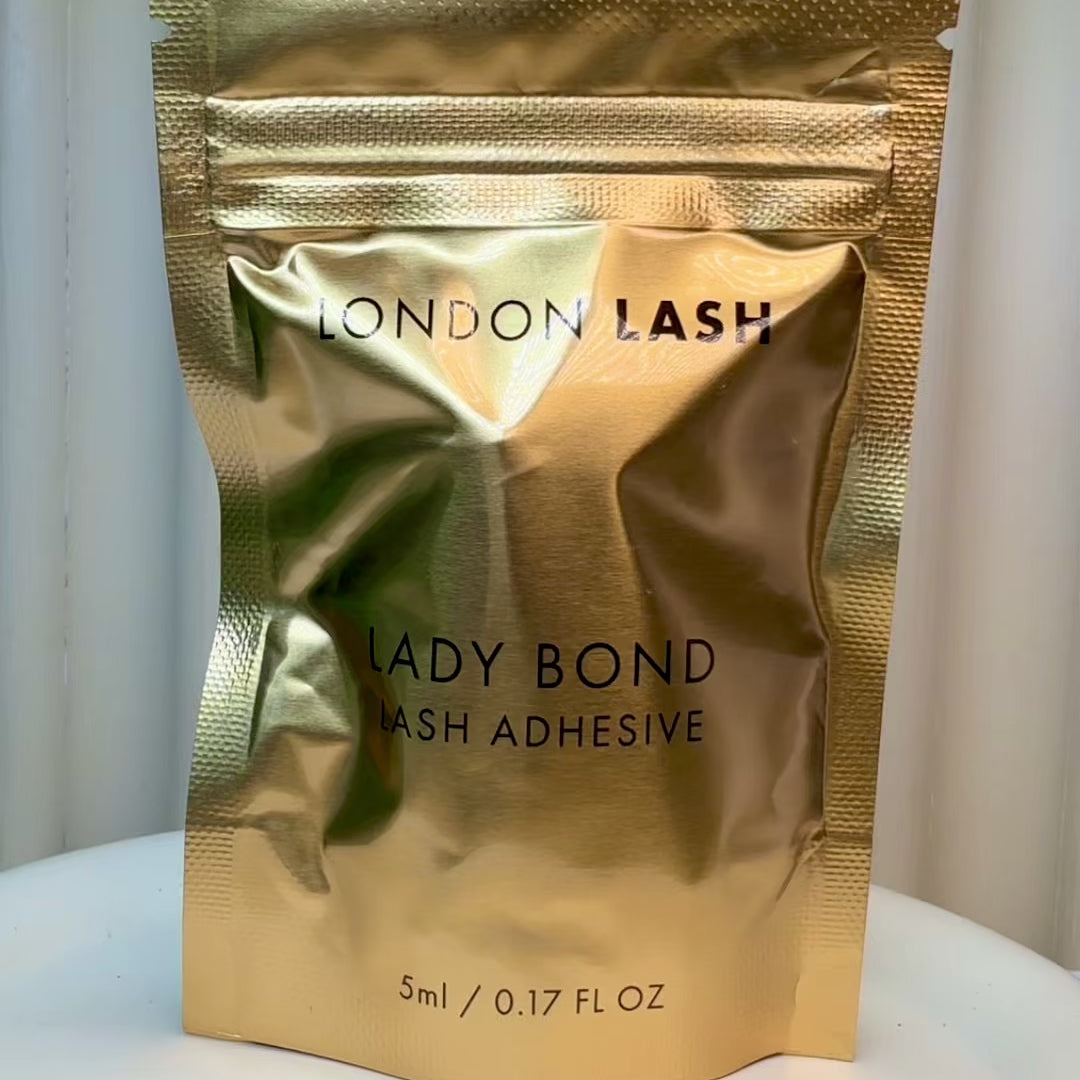 LONDON LASH
LADY BOND
LASH ADHESIVE
5ml / 0.17 FL OZ